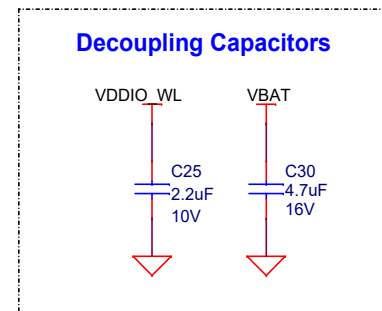 Decoupling Capacitors
VDDIO_WL
VBAT
C25
2.2uF
10V
C30
4.7uF
16V